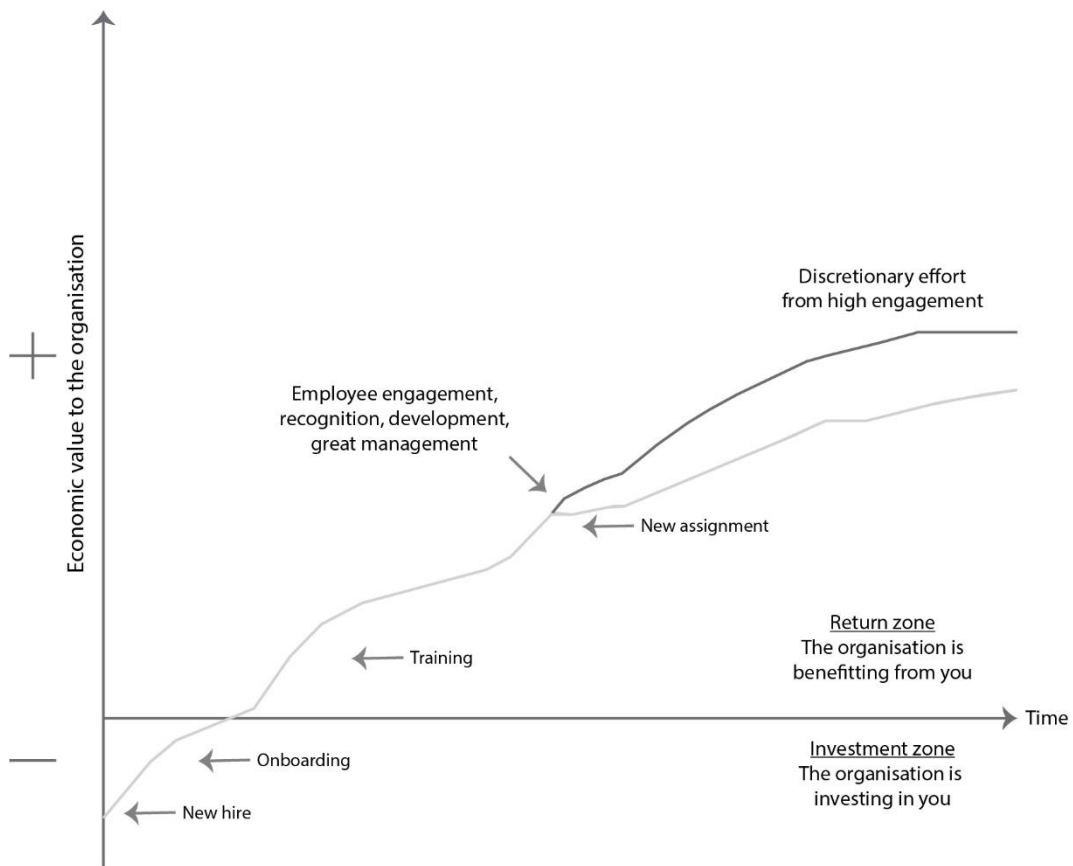 Economic value to the organisation
Discretionary effort
from high engagement
Employee engagement,
recognition, development,
great management
New assignment
Training
Return zone
The organisation is
benefitting from you
Time
Onboarding
Investment zone
The organisation is
investing in you
New hire